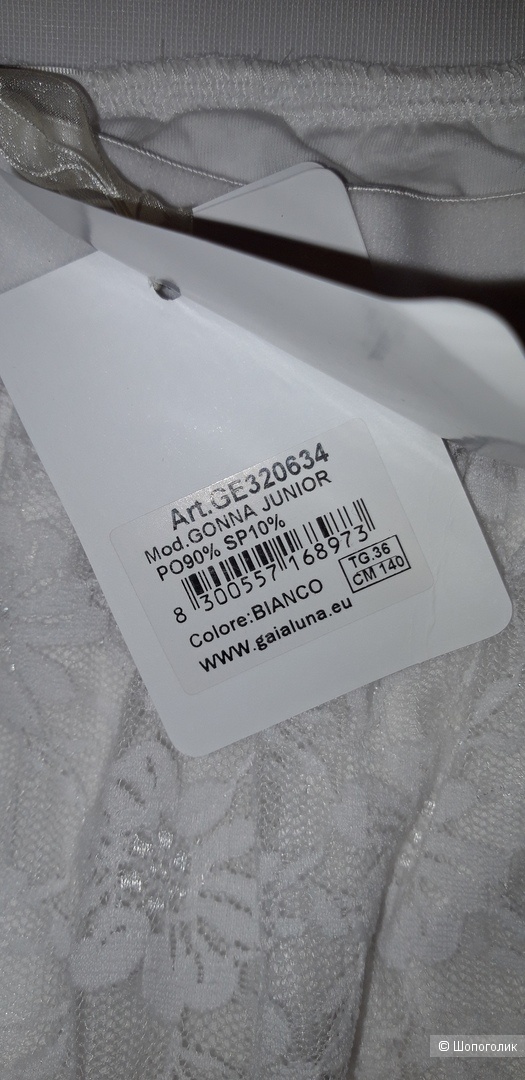 Art.GE320634
Mod.GONNA JUNIOR
PO90% SP10%
8 300557 168973
TG.36
CM 140
Colore:BIANCO
www.gaialuna.eu
© Шопоголик